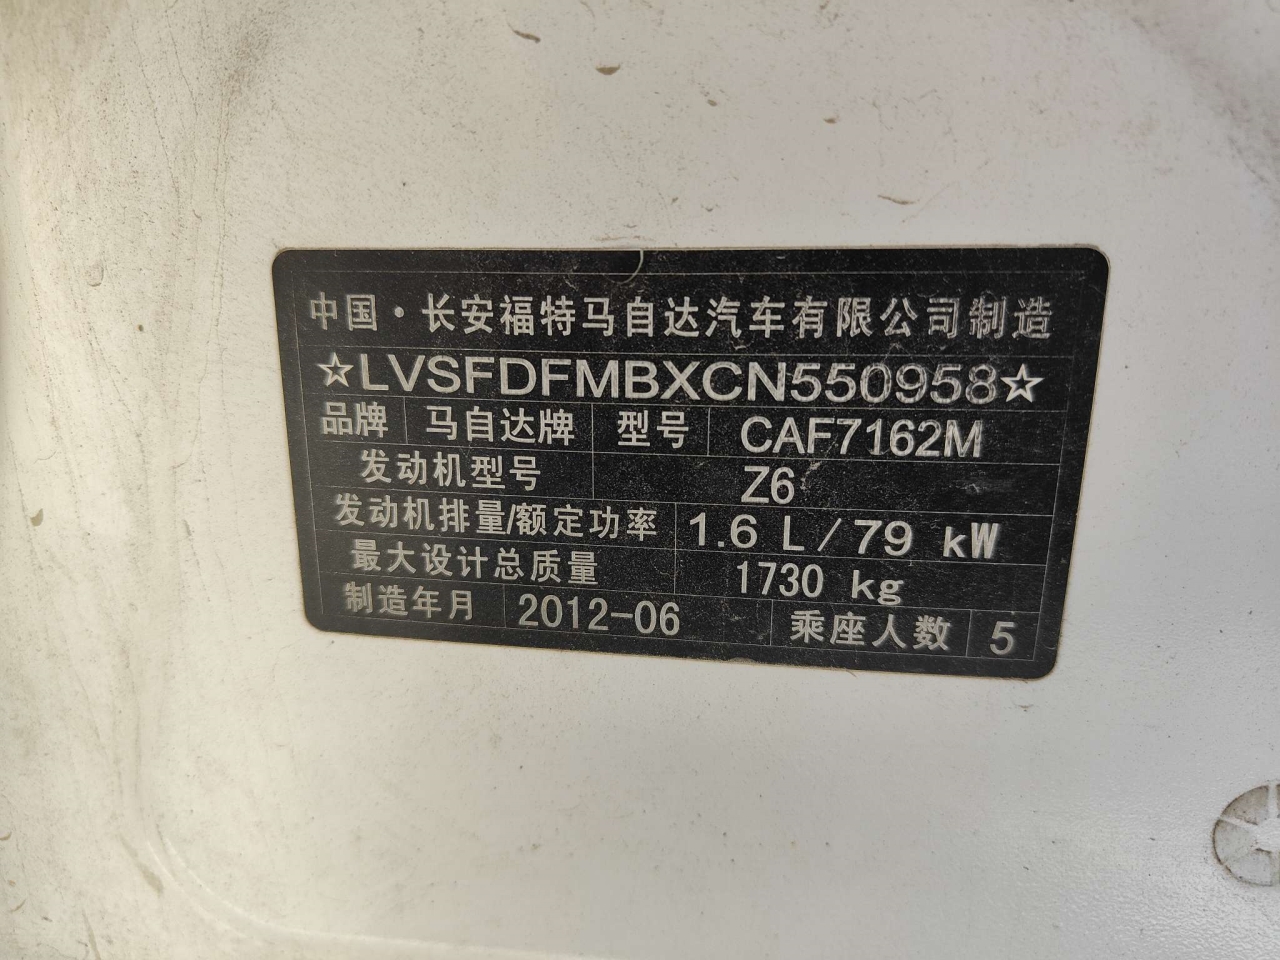 中国·长安福特马自达汽车有限公司制造
☆LVSFDFMBXCN550958☆
品牌 马自达牌 型号 CAF7162M
发动机型号 Z6
发动机排量/额定功率 1.6 L/79 kW
最大设计总质量 1730 kg
制造年月 2012-06 乘座人数 5